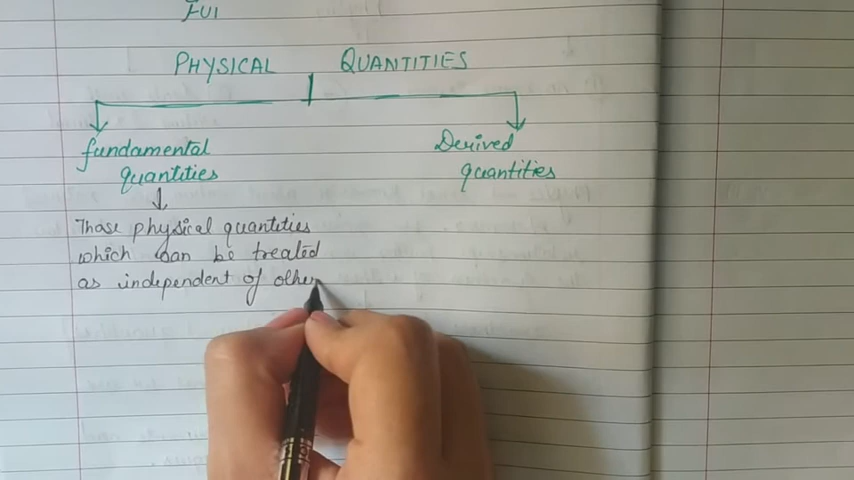 PHYSICAL QUANTITIES
fundamental
quantities
Derived
quantities
Those physical quantities
which can be treated
as independent of other